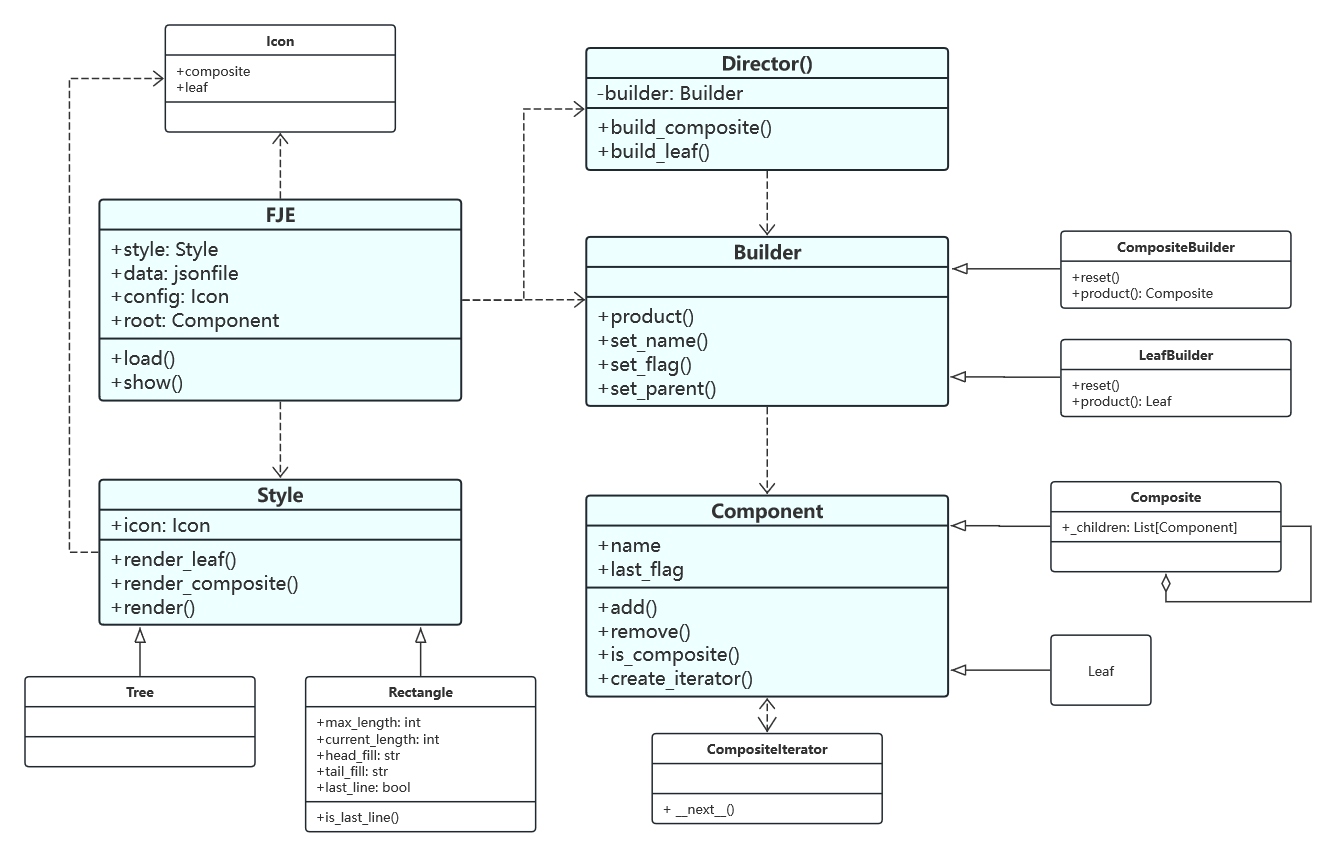 Icon
+composite
+leaf
FJE
+style: Style
+data: jsonfile
+config: Icon
+root: Component
+load()
+show()
Style
+icon: Icon
+render_leaf()
+render_composite()
+render()
Tree
Rectangle
+max_length: int
+current_length: int
+head_fill: str
+tail_fill: str
+last_line: bool
+is_last_line()
Director()
-builder: Builder
+build_composite()
+build_leaf()
Builder
+product()
+set_name()
+set_flag()
+set_parent()
Component
+name
+last_flag
+add()
+remove()
+is_composite()
+create_iterator()
CompositeIterator
+ __next__()
CompositeBuilder
+reset()
+product(): Composite
LeafBuilder
+reset()
+product(): Leaf
Composite
+_children: List[Component]
Leaf